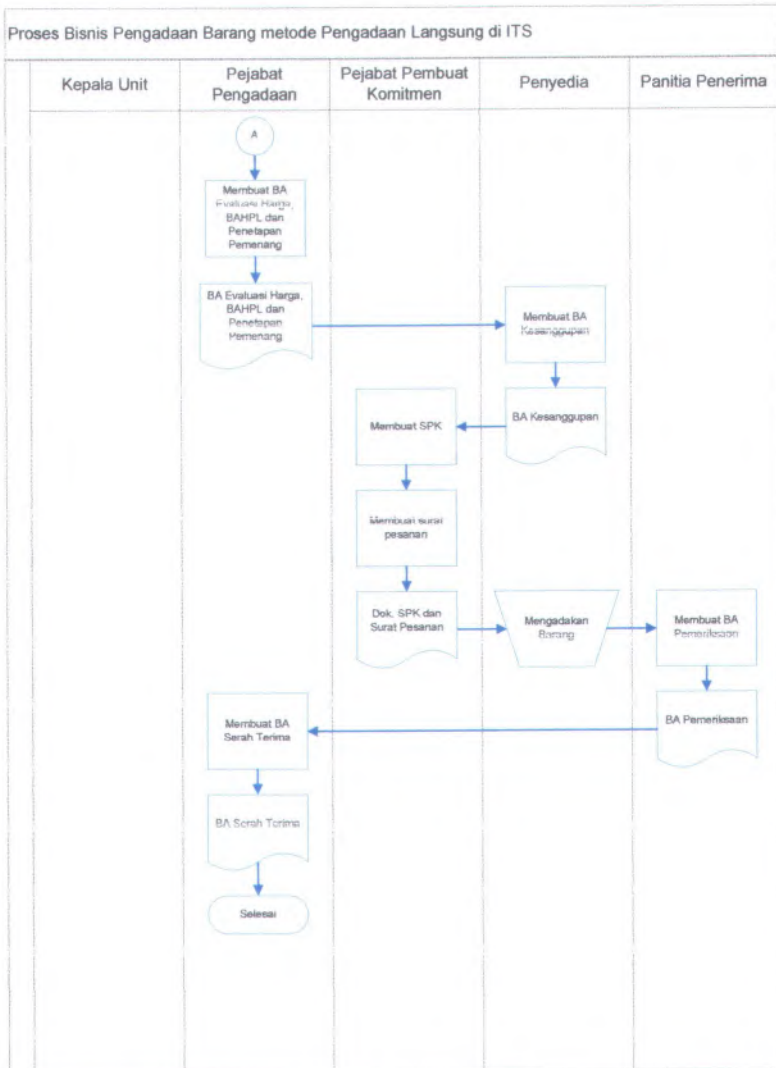 Proses Bisnis Pengadaan Barang metode Pengadaan Langsung di ITS
Kepala Unit
Pejabat
Pengadaan
Pejabat Pembuat
Komitmen
Penyedia
Panitia Penerima
A
Membuat BA
Evaluasi Harga,
BAHPL dan
Penetapan
Pemenang
BA Evaluasi Harga,
BAHPL dan
Penetapan
Pemenang
Membuat BA
Kesanggupan
BA Kesanggupan
Membuat SPK
Membuat surat
pesanan
Dok. SPK dan
Surat Pesanan
Mengadakan
Barang
Membuat BA
Pemeriksaan
BA Pemeriksaan
Membuat BA
Serah Terima
BA Serah Terima
Selesai